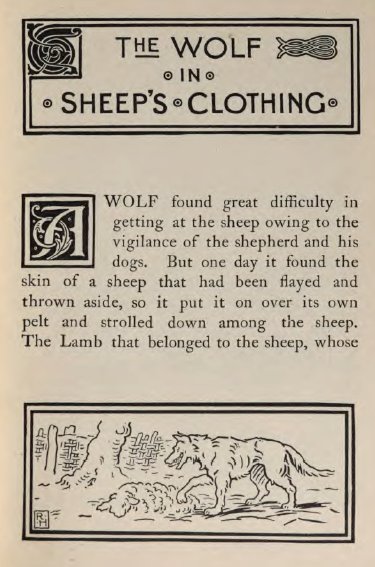 THE WOLF
IN
SHEEP'S CLOTHING
A WOLF found great difficulty in
getting at the sheep owing to the
vigilance of the shepherd and his
dogs. But one day it found the
skin of a sheep that had been flayed and
thrown aside, so it put it on over its own
pelt and strolled down among the sheep.
The Lamb that belonged to the sheep, whose
R
H